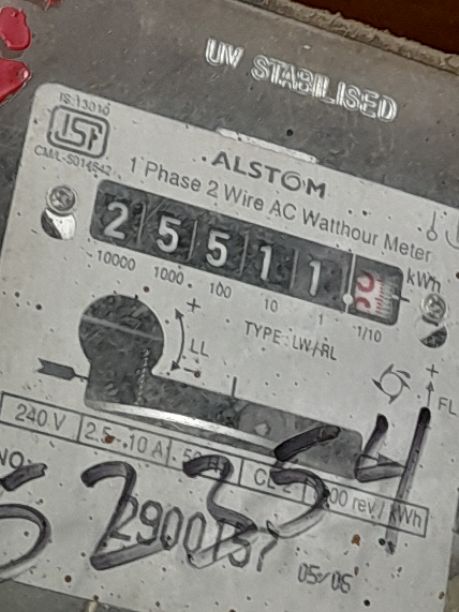 UV STABILISED
IS:13010
ISI
CM/L-5014542
ALSTOM
1 Phase 2 Wire AC Watthour Meter
2 5 5 1 1
kWh
10000 1000 100 10 1 1/10
TYPE: LW/RL
+
LL
-
+
FL
240 V 2.5-10 A
rev / kWh
NO.
05/06